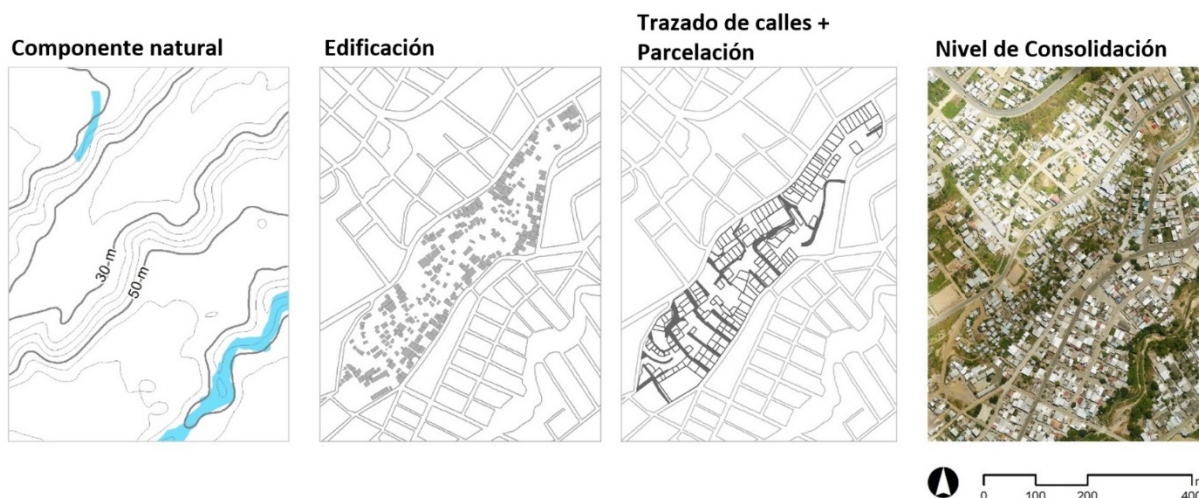 Componente natural
Edificación
Trazado de calles +
Parcelación
Nivel de Consolidación
30-m
50-m
0 100 200 400